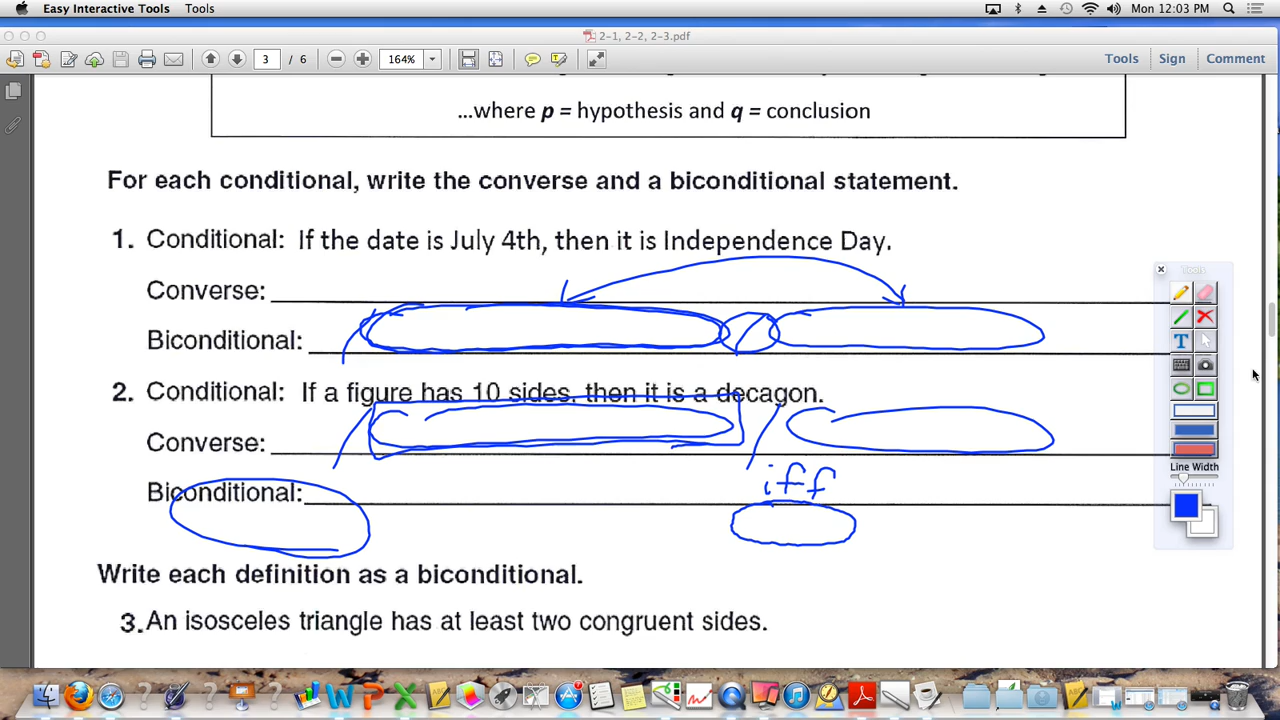 Easy Interactive Tools Tools Mon 12:03 PM
2-1, 2-2, 2-3.pdf
3 / 6 164% Tools Sign Comment
...where p = hypothesis and q = conclusion
For each conditional, write the converse and a biconditional statement.
1. Conditional: If the date is July 4th, then it is Independence Day.
Converse:
Biconditional:
2. Conditional: If a figure has 10 sides, then it is a decagon.
Converse:
iff
Biconditional:
Write each definition as a biconditional.
3. An isosceles triangle has at least two congruent sides.
Tools
T
Line Width